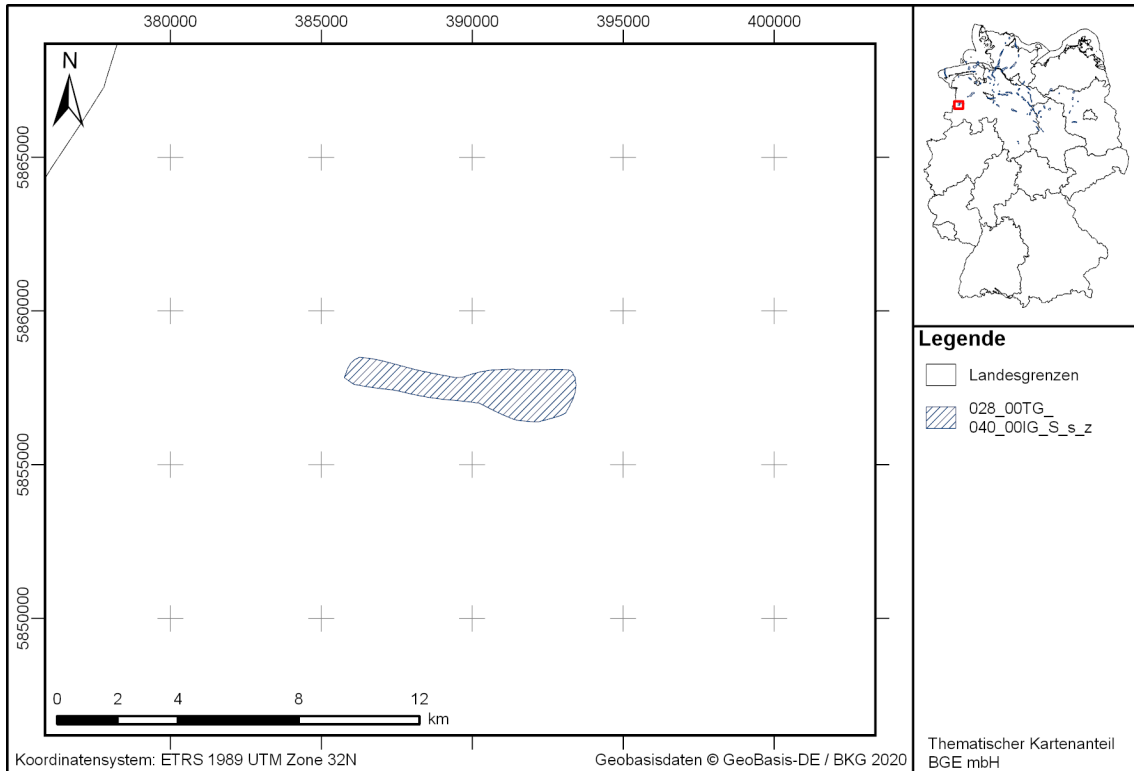 380000 385000 390000 395000 400000
N
5865000
5860000
5855000
5850000
0 2 4 8 12
km
Koordinatensystem: ETRS 1989 UTM Zone 32N
Geobasisdaten © GeoBasis-DE / BKG 2020
Legende
Landesgrenzen
028_00TG_
040_00IG_S_s_z
Thematischer Kartenanteil
BGE mbH